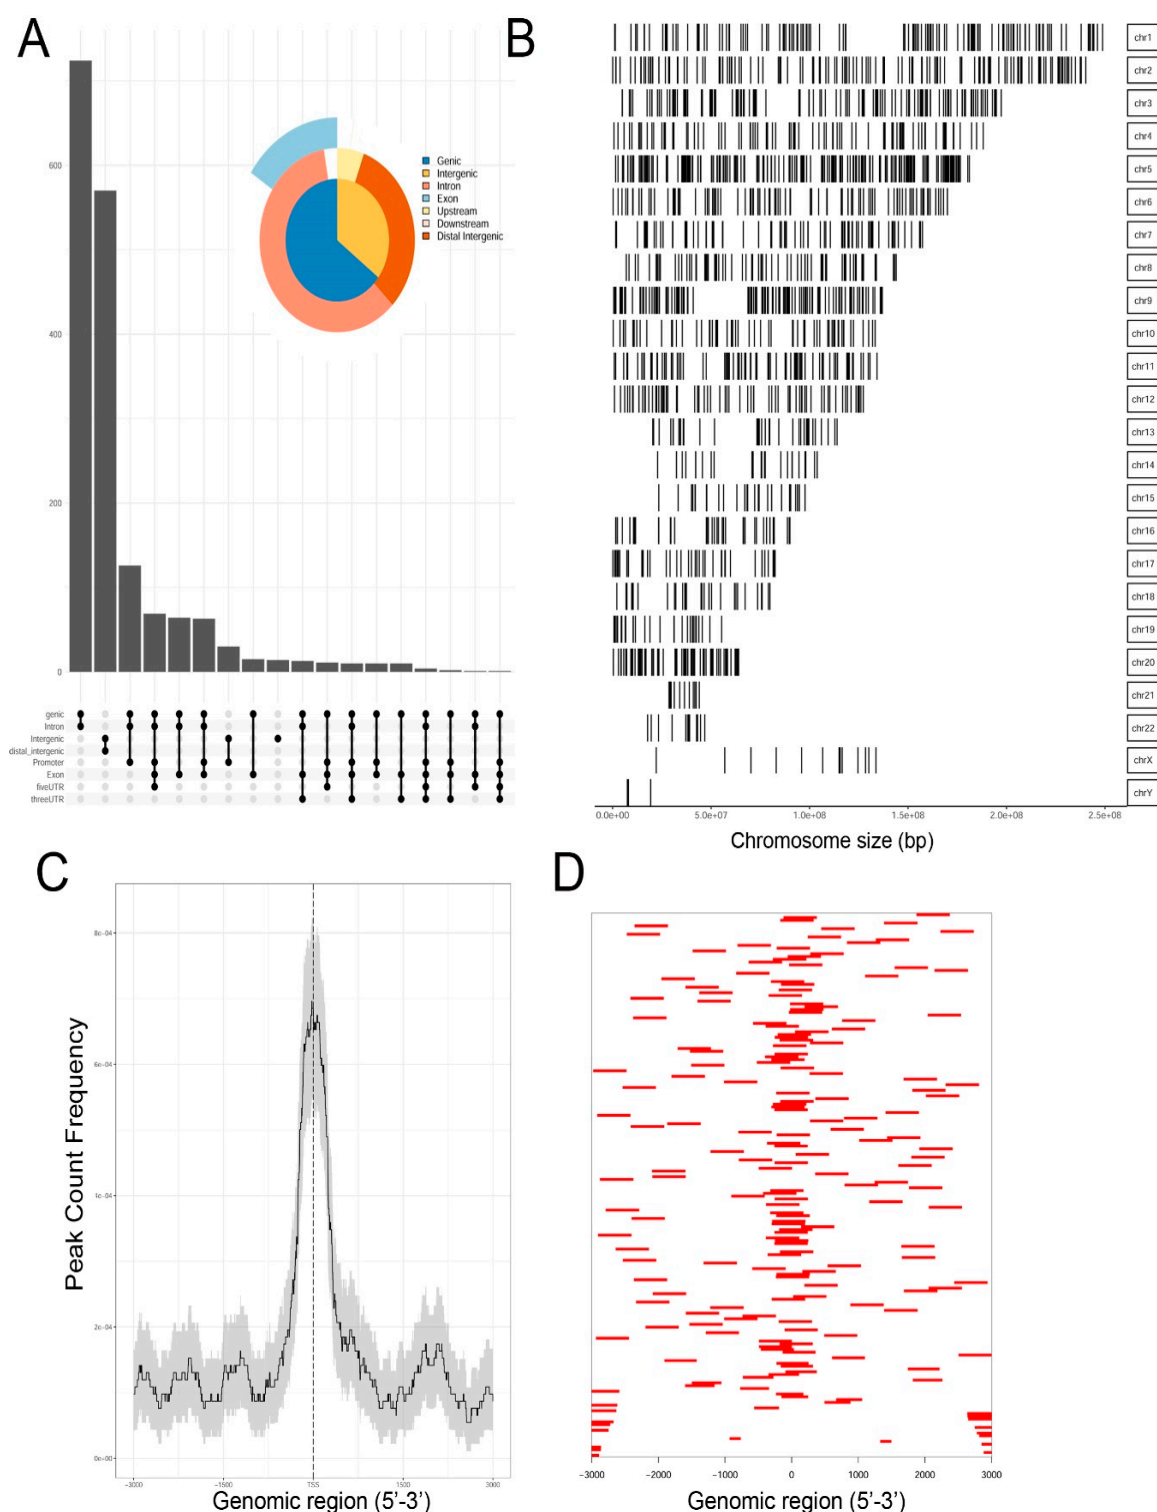 A
B
600
400
200
0
Genic
Intergenic
Intron
Exon
Upstream
Downstream
Distal Intergenic
genic
Intron
Intergenic
distal_intergenic
Promoter
Exon
fiveUTR
threeUTR
chr1
chr2
chr3
chr4
chr5
chr6
chr7
chr8
chr9
chr10
chr11
chr12
chr13
chr14
chr15
chr16
chr17
chr18
chr19
chr20
chr21
chr22
chrX
chrY
0.0e+00 5.0e+07 1.0e+08 1.5e+08 2.0e+08 2.5e+08
Chromosome size (bp)
C
D
Peak Count Frequency
8e-04
6e-04
1e-04
2e-04
0e+00
-3000 -1500 TSS 1500 3000
Genomic region (5'-3')
-3000 -2000 -1000 0 1000 2000 3000
Genomic region (5'-3')